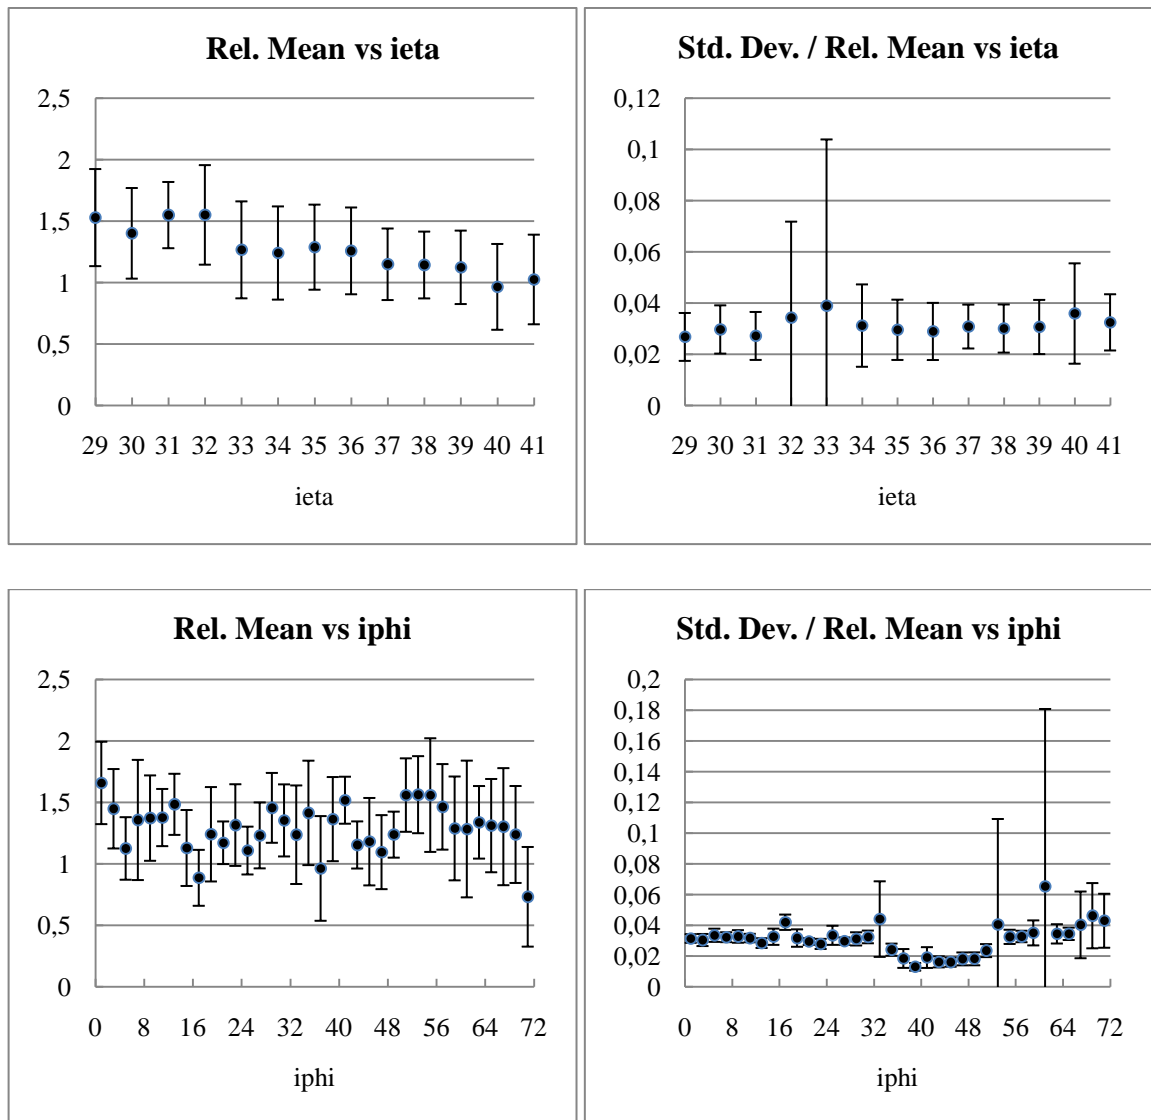 Rel. Mean vs ieta
2,5
2
1,5
1
0,5
0
29 30 31 32 33 34 35 36 37 38 39 40 41
ieta
Std. Dev. / Rel. Mean vs ieta
0,12
0,1
0,08
0,06
0,04
0,02
0
29 30 31 32 33 34 35 36 37 38 39 40 41
ieta
Rel. Mean vs iphi
2,5
2
1,5
1
0,5
0
0 8 16 24 32 40 48 56 64 72
iphi
Std. Dev. / Rel. Mean vs iphi
0,2
0,18
0,16
0,14
0,12
0,1
0,08
0,06
0,04
0,02
0
0 8 16 24 32 40 48 56 64 72
iphi